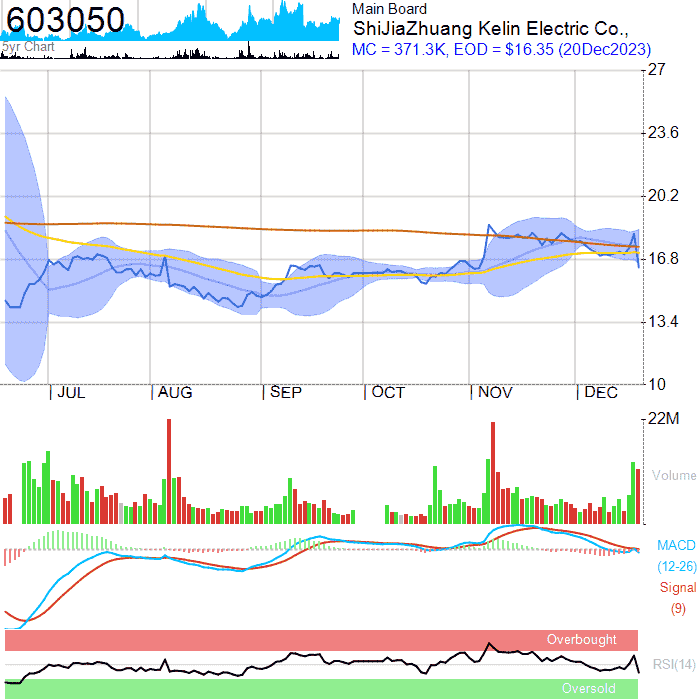 603050
5yr Chart
Main Board
ShiJiaZhuang Kelin Electric Co.,
MC = 371.3K, EOD = $16.35 (20Dec2023)
27
23.6
20.2
16.8
13.4
10
JUL
AUG
SEP
OCT
NOV
DEC
22M
Volume
MACD
(12-26)
Signal
(9)
Overbought
RSI(14)
Oversold